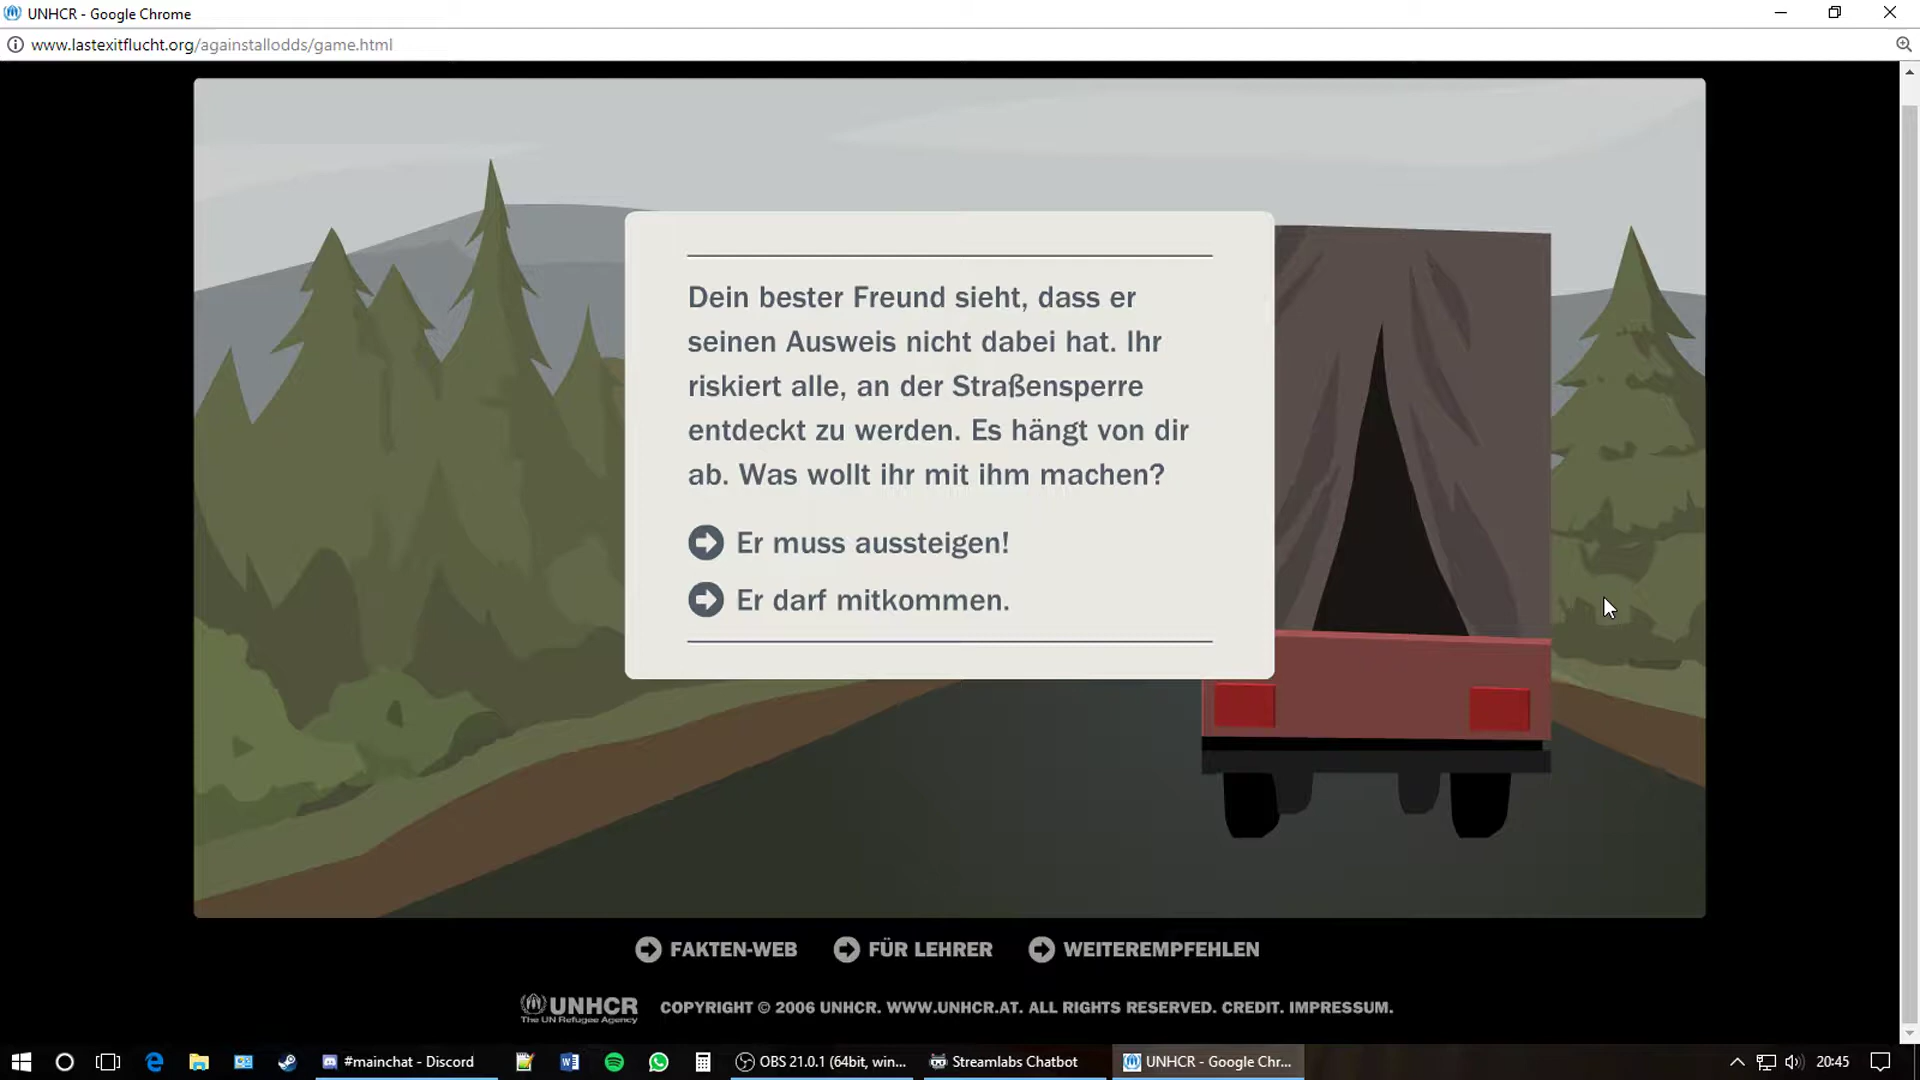 UNHCR - Google Chrome
www.lastexitflucht.org/againstallodds/game.html
Dein bester Freund sieht, dass er
seinen Ausweis nicht dabei hat. Ihr
riskiert alle, an der Straßensperre
entdeckt zu werden. Es hängt von dir
ab. Was wollt ihr mit ihm machen?
Er muss aussteigen!
Er darf mitkommen.
FAKTEN-WEB FÜR LEHRER WEITEREMPFEHLEN
UNHCR
The UN Refugee Agency
COPYRIGHT © 2006 UNHCR. WWW.UNHCR.AT. ALL RIGHTS RESERVED. CREDIT. IMPRESSUM.
#mainchat - Discord OBS 21.0.1 (64bit, win... Streamlabs Chatbot UNHCR - Google Chr... 20:45